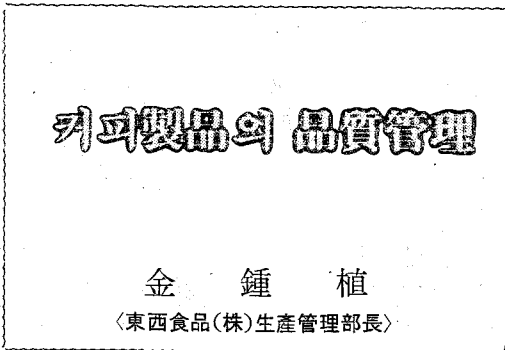 커피製品의 品質管理
金 鍾 植
〈東西食品(株)生產管理部長〉